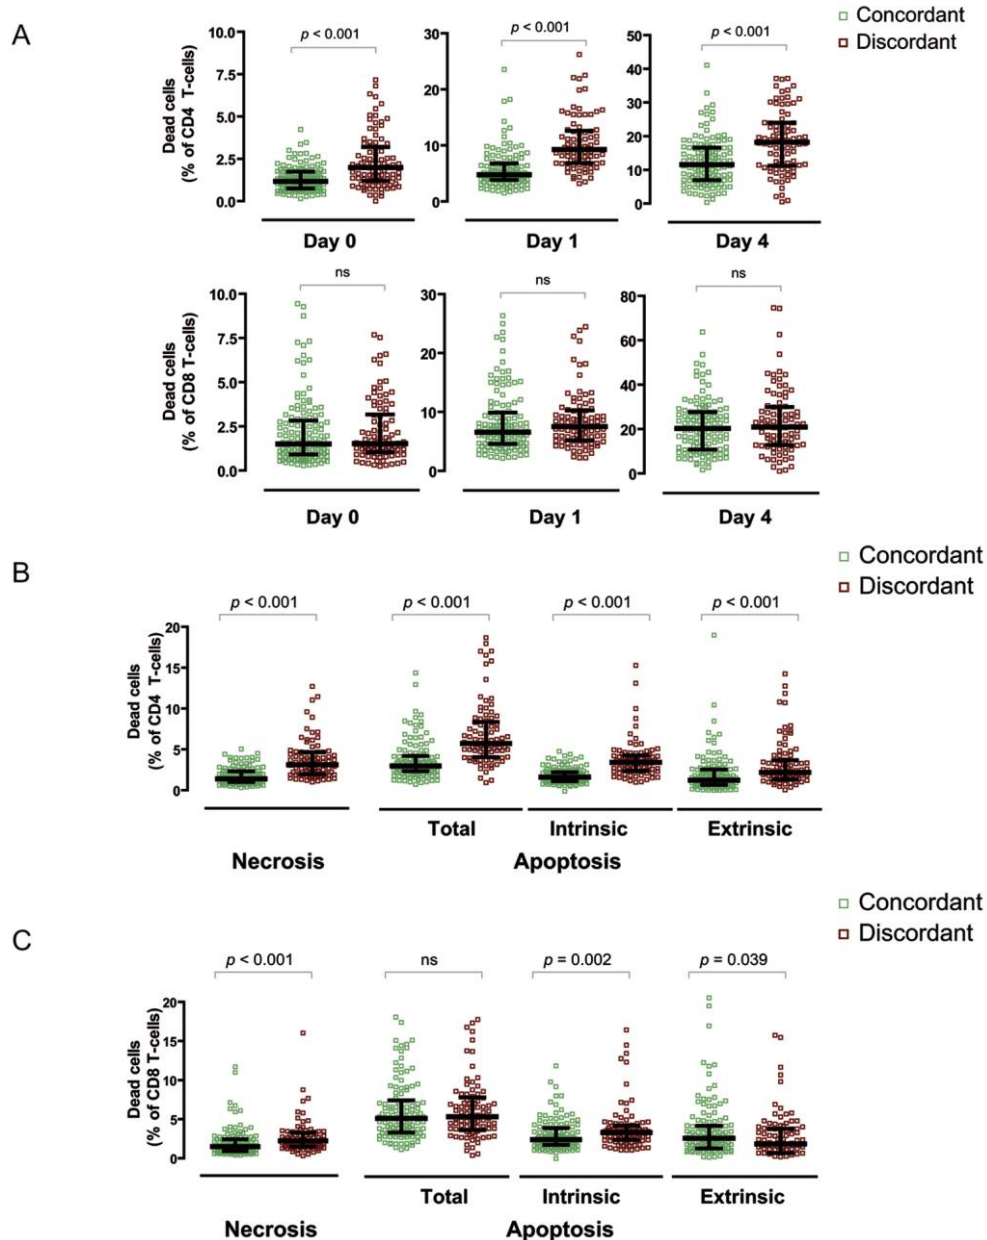 A
Concordant
Discordant
p < 0.001
p < 0.001
p < 0.001
Dead cells
(% of CD4 T-cells)
10.0
7.5
5.0
2.5
0.0
30
20
10
0
50
40
30
20
10
0
Day 0
Day 1
Day 4
ns
ns
ns
Dead cells
(% of CD8 T-cells)
10.0
7.5
5.0
2.5
0.0
30
20
10
0
80
60
40
20
0
Day 0
Day 1
Day 4
B
Concordant
Discordant
p < 0.001
p < 0.001
p < 0.001
p < 0.001
Dead cells
(% of CD4 T-cells)
20
15
10
5
0
Total
Intrinsic
Extrinsic
Necrosis
Apoptosis
C
Concordant
Discordant
p < 0.001
ns
p = 0.002
p = 0.039
Dead cells
(% of CD8 T-cells)
20
15
10
5
0
Total
Intrinsic
Extrinsic
Necrosis
Apoptosis